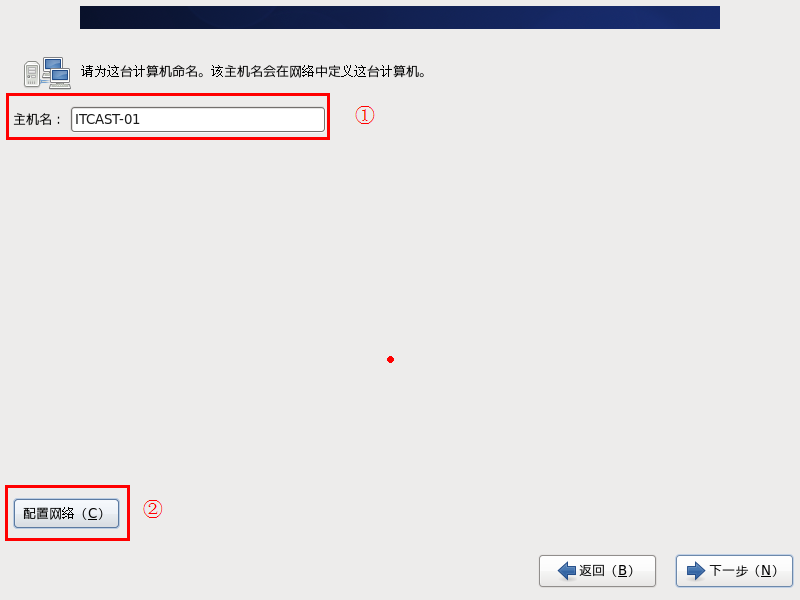 请为这台计算机命名。该主机名会在网络中定义这台计算机。
主机名： ITCAST-01
①
配置网络（C）
②
返回（B）
下一步（N）